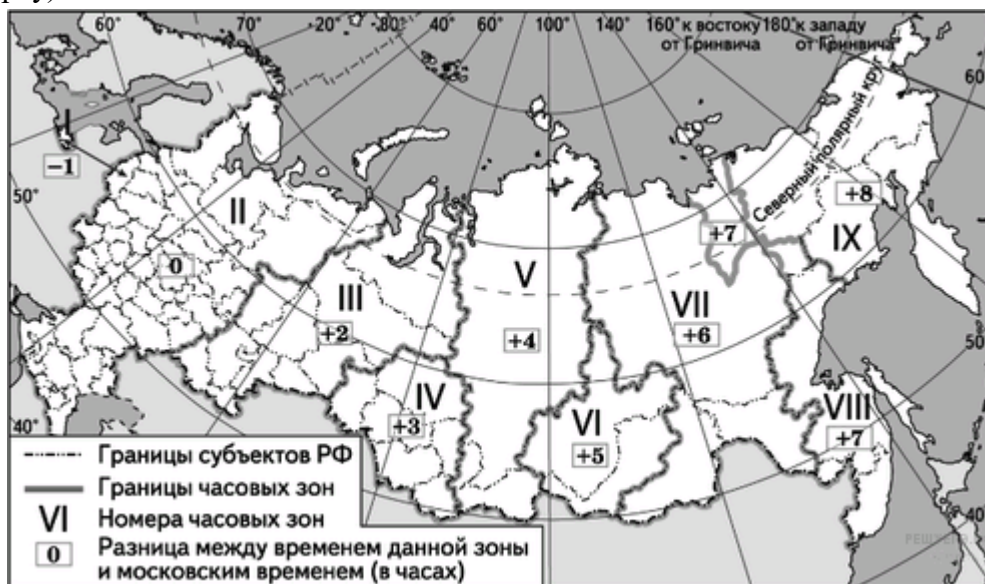 60° 60° 70° 80° 100° 140° 160° к востоку 180° к западу
от Гринвича от Гринвича
60°
I
-1
50°
Северный полярный круг
II
+8
+7
IX
V
0
III
VII
+2
+4
+6
50°
IV
VIII
VI
40°
+3
+7
+5
Границы субъектов РФ
Границы часовых зон
VI Номера часовых зон
40°
0 Разница между временем данной зоны
и московским временем (в часах)